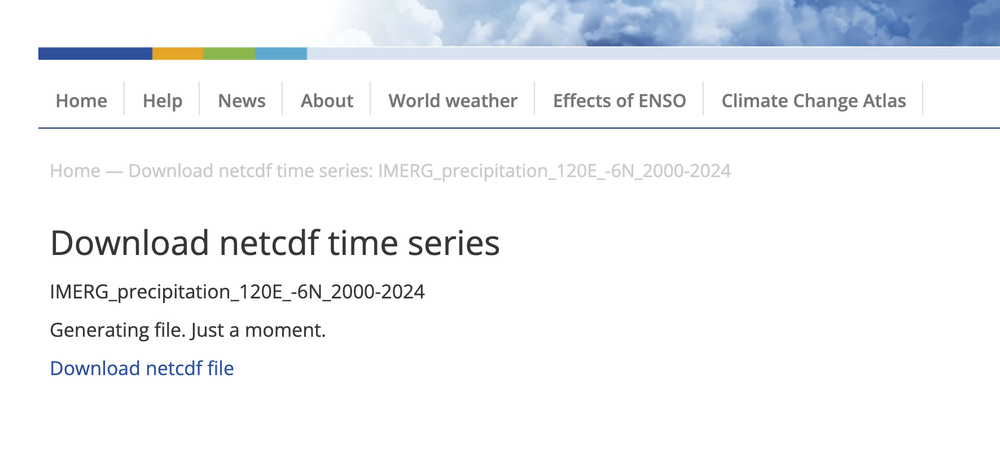 Home Help News About World weather Effects of ENSO Climate Change Atlas
Home — Download netcdf time series: IMERG_precipitation_120E_-6N_2000-2024
Download netcdf time series
IMERG_precipitation_120E_-6N_2000-2024
Generating file. Just a moment.
Download netcdf file